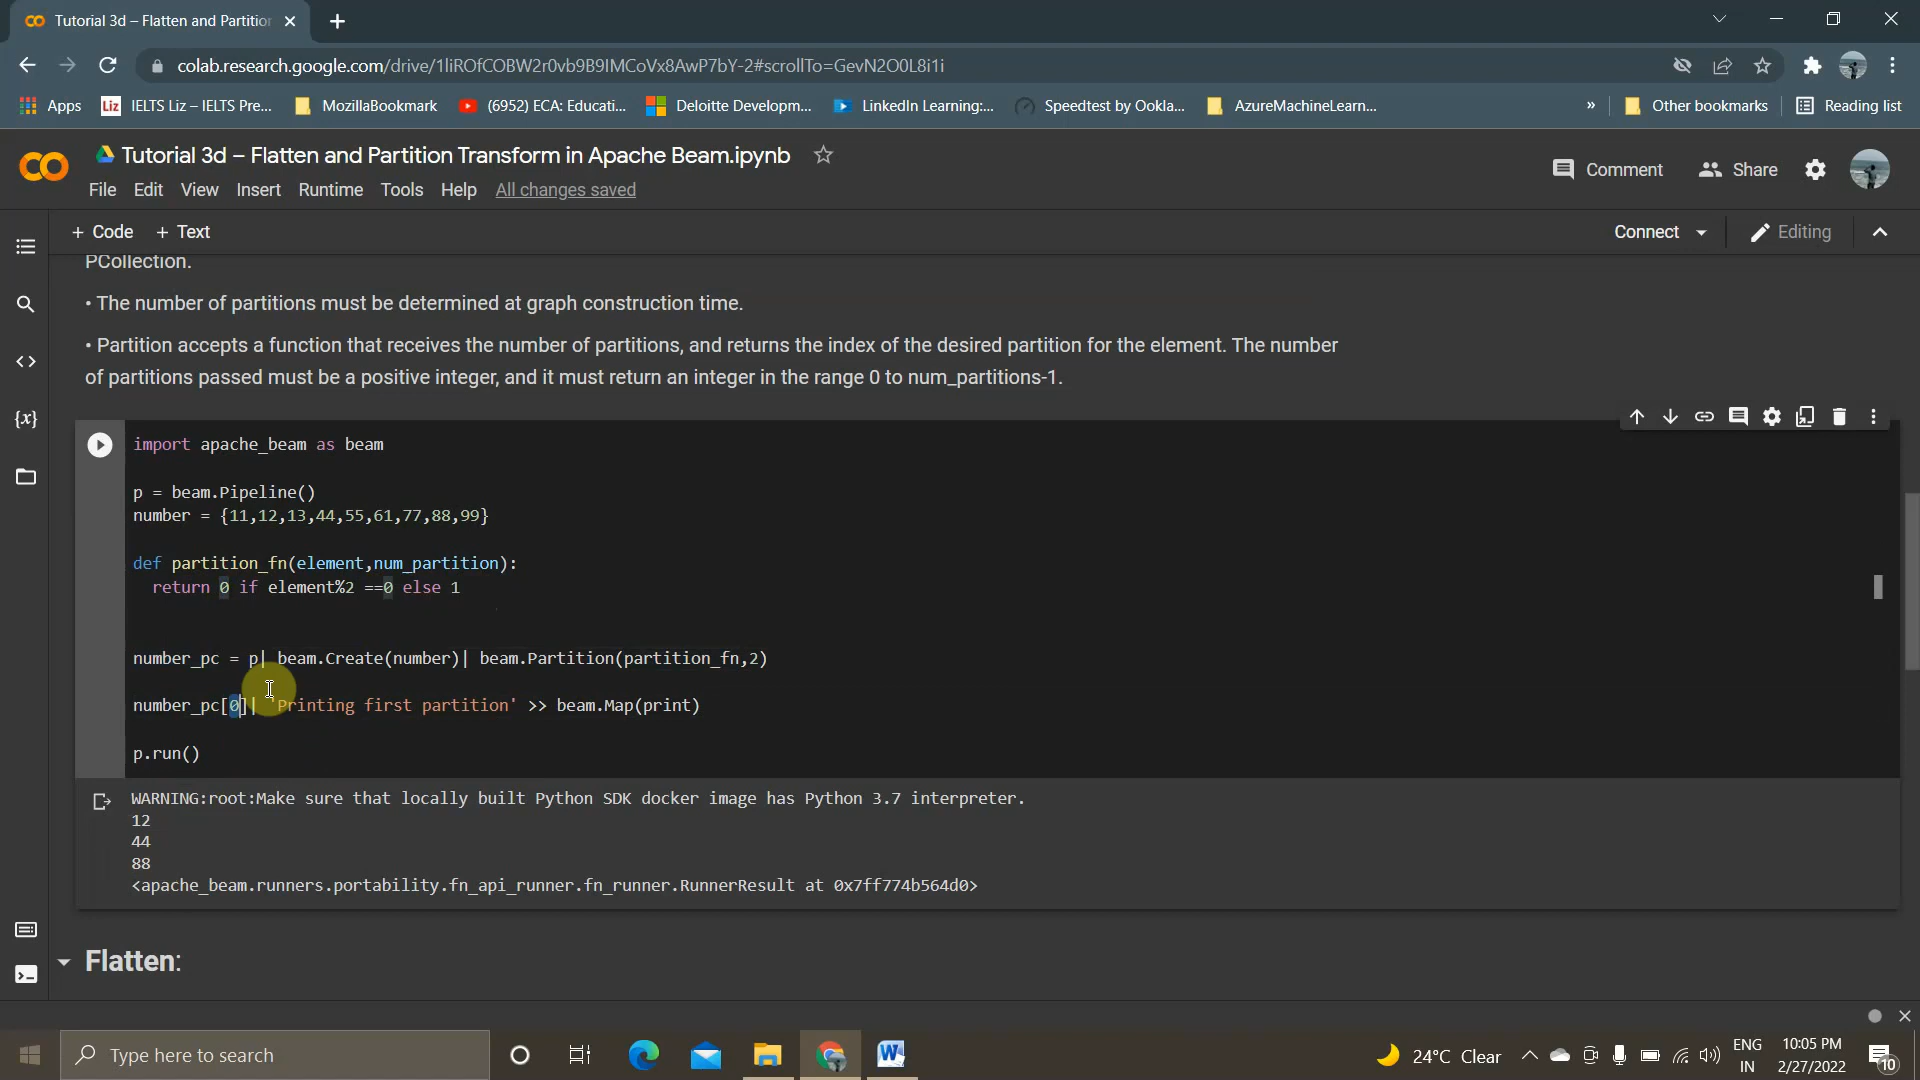 Tutorial 3d – Flatten and Partition
colab.research.google.com/drive/1liROfCOBW2r0vb9B9IMCoVx8AwP7bY-2#scrollTo=GevN2O0L8i1i
Apps
Liz IELTS Liz – IELTS Pre...
MozillaBookmark
(6952) ECA: Educati...
Deloitte Developm...
LinkedIn Learning:...
Speedtest by Ookla...
AzureMachineLearn...
»
Other bookmarks
Reading list
Tutorial 3d – Flatten and Partition Transform in Apache Beam.ipynb
Comment
Share
File Edit View Insert Runtime Tools Help All changes saved
+ Code + Text
Connect
Editing
PCollection.
• The number of partitions must be determined at graph construction time.
• Partition accepts a function that receives the number of partitions, and returns the index of the desired partition for the element. The number
of partitions passed must be a positive integer, and it must return an integer in the range 0 to num_partitions-1.
import apache_beam as beam
p = beam.Pipeline()
number = {11,12,13,44,55,61,77,88,99}
def partition_fn(element,num_partition):
return 0 if element%2 ==0 else 1
number_pc = p| beam.Create(number)| beam.Partition(partition_fn,2)
number_pc[0]| 'Printing first partition' >> beam.Map(print)
p.run()
WARNING:root:Make sure that locally built Python SDK docker image has Python 3.7 interpreter.
12
44
88
<apache_beam.runners.portability.fn_api_runner.fn_runner.RunnerResult at 0x7ff774b564d0>
Flatten:
Type here to search
24°C Clear
ENG
IN
10:05 PM
2/27/2022
10